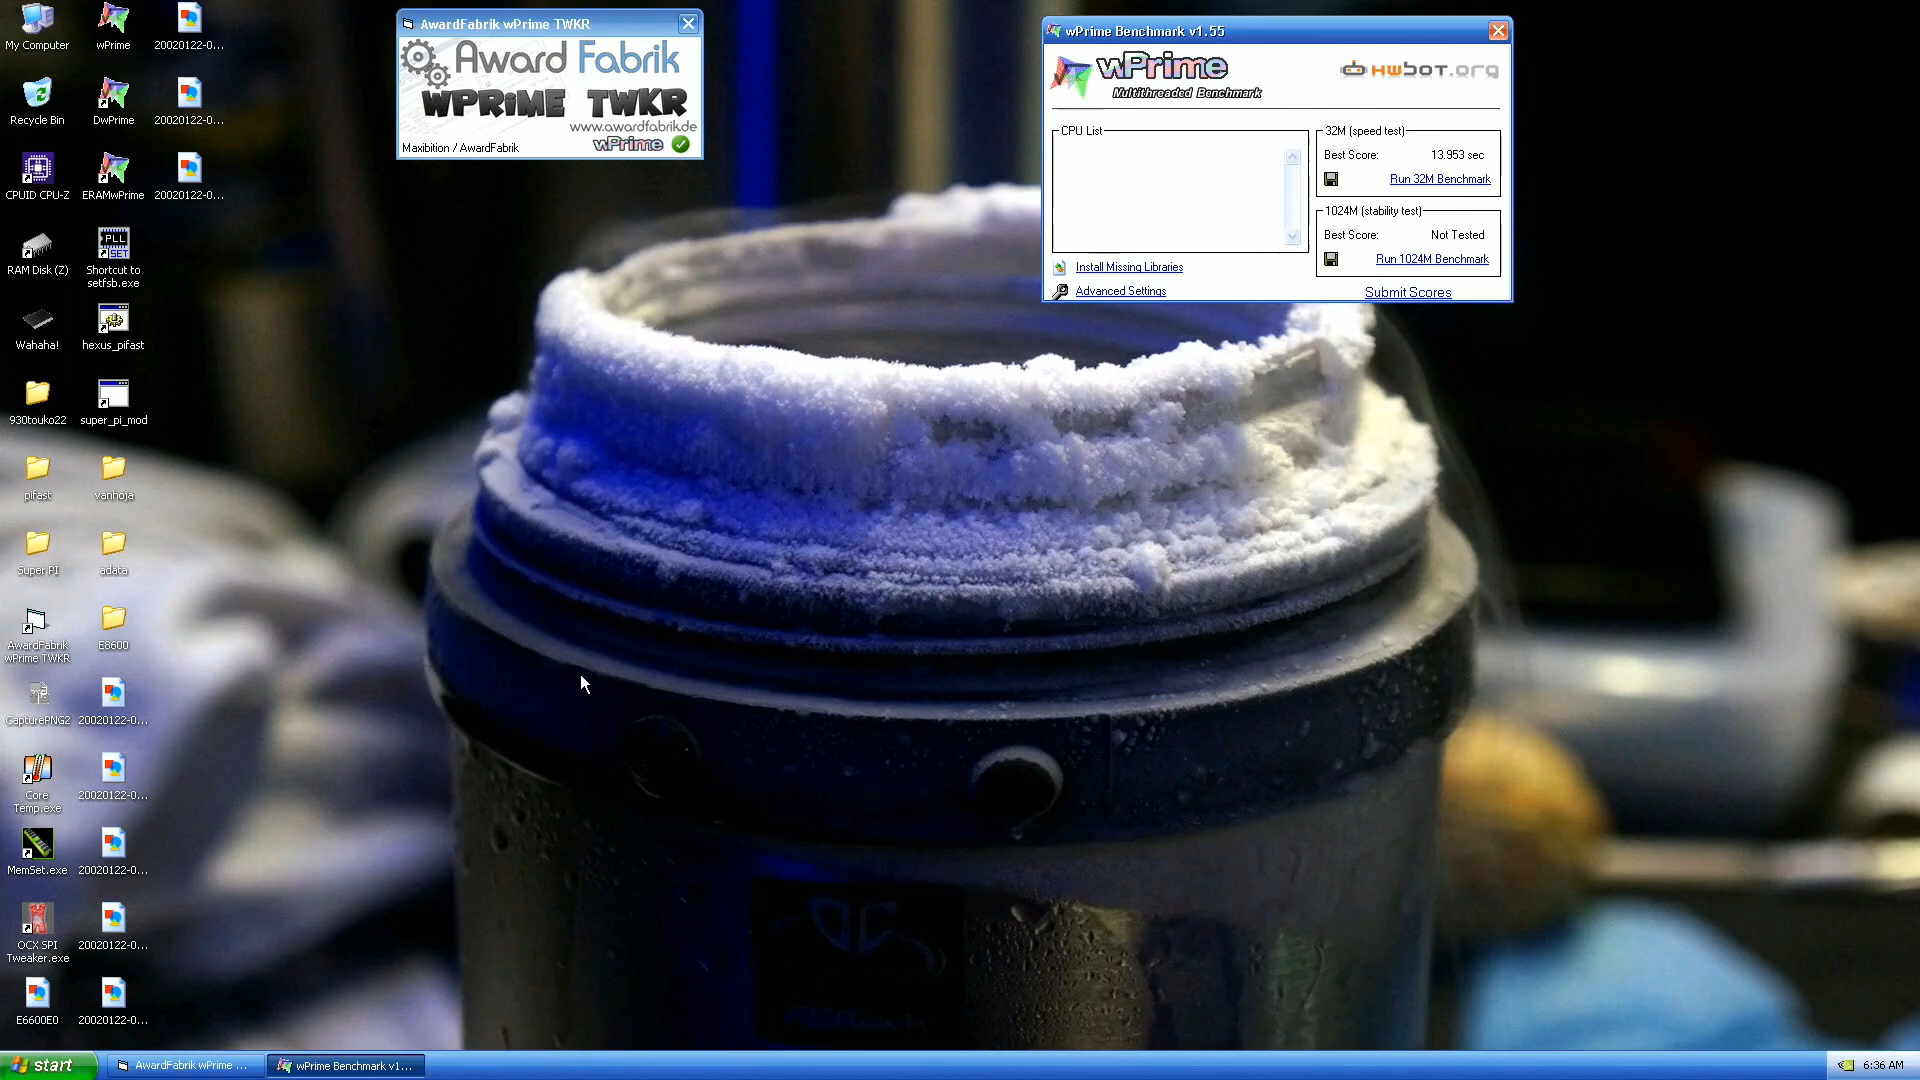 My Computer
wPrime
20020122-0...
Recycle Bin
DwPrime
20020122-0...
CPUID CPU-Z
ERAMwPrime
20020122-0...
RAM Disk (Z)
PLL
SET
Shortcut to
setfsb.exe
Wahaha!
hexus_pifast
930touko22
super_pi_mod
pifast
vanhoja
Super PI
adata
AwardFabrik
wPrime TWKR
E8600
CapturePNG2
20020122-0...
Core
Temp.exe
20020122-0...
MemSet.exe
20020122-0...
OCX SPI
Tweaker.exe
20020122-0...
E6600E0
20020122-0...
AwardFabrik wPrime TWKR
Award Fabrik
WPRiME TWKR
www.awardfabrik.de
wPrime
Maxibition / AwardFabrik
wPrime Benchmark v1.55
wPrime
Multithreaded Benchmark
HWBOT.org
CPU List
32M (speed test)
Best Score: 13.953 sec
Run 32M Benchmark
1024M (stability test)
Best Score: Not Tested
Run 1024M Benchmark
Install Missing Libraries
Advanced Settings
Submit Scores
start
AwardFabrik wPrime ...
wPrime Benchmark v1...
6:36 AM